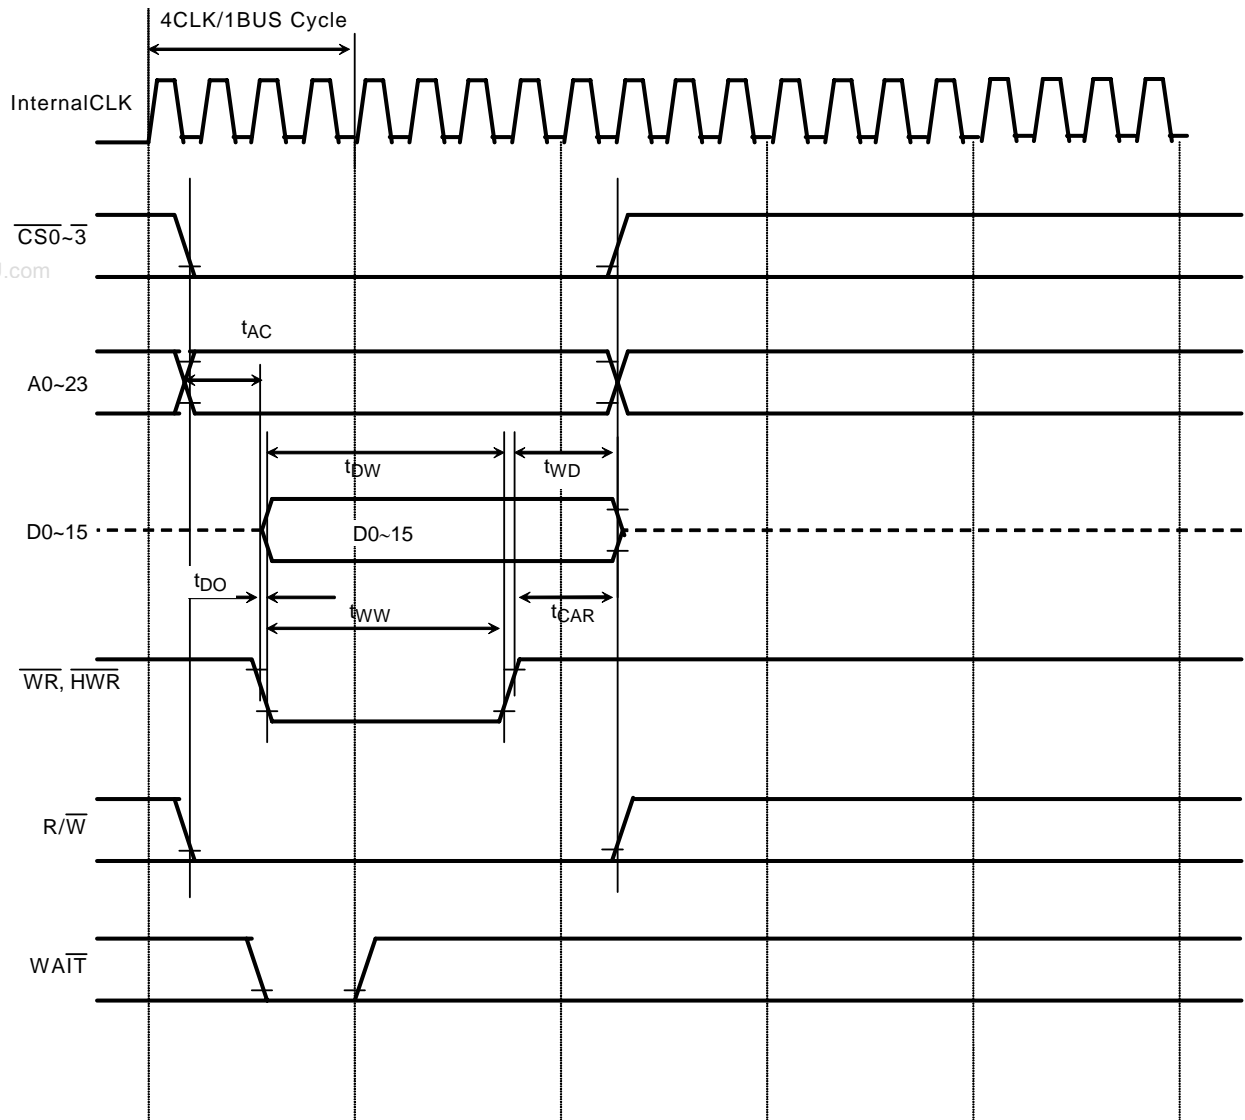 4CLK/1BUS Cycle
InternalCLK
CS0~3
.com
tAC
A0~23
tDW
tWD
D0~15
D0~15
tDO
tWW
tCAR
WR, HWR
R/W
WAIT